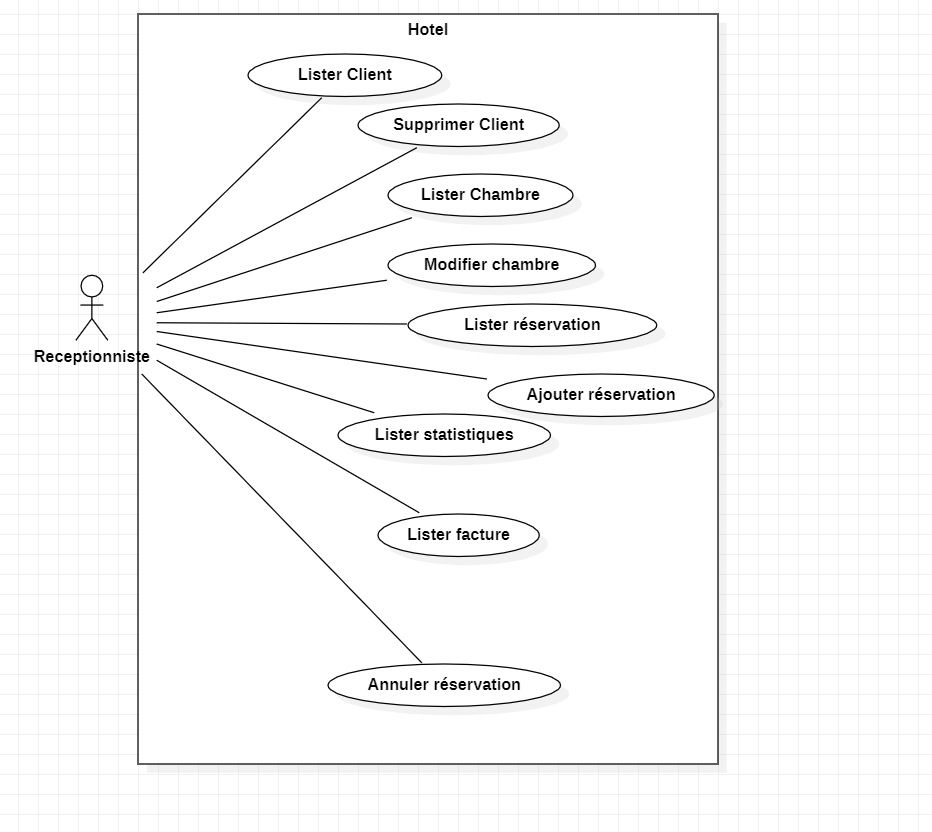 Hotel
Lister Client
Supprimer Client
Lister Chambre
Modifier chambre
Lister réservation
Receptionniste
Ajouter réservation
Lister statistiques
Lister facture
Annuler réservation